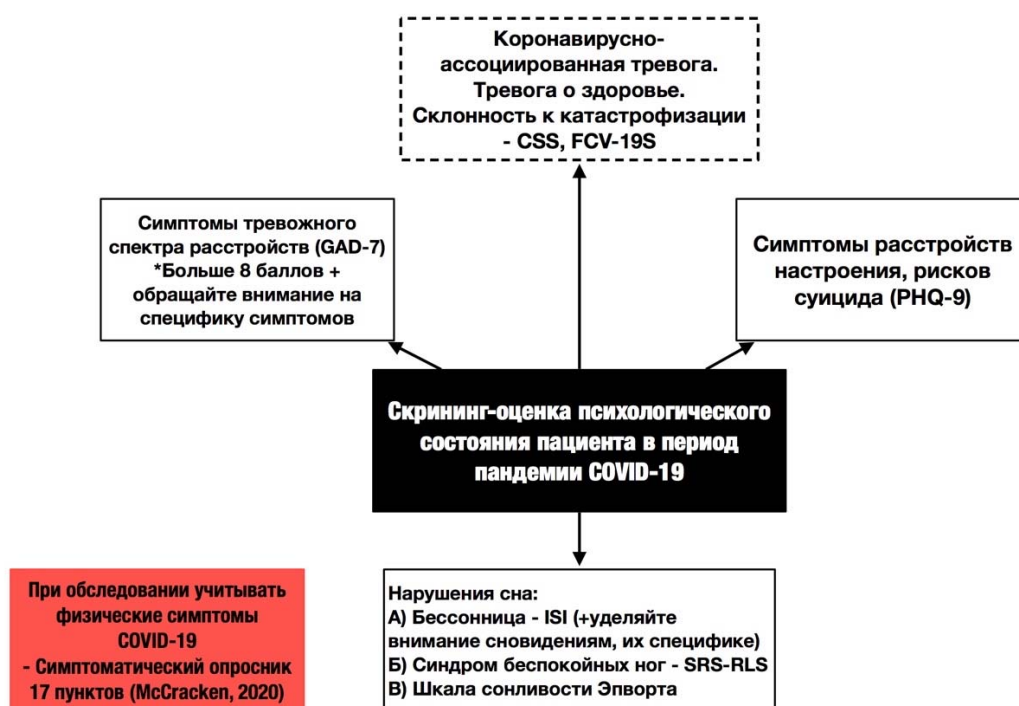 Коронавирусно-
ассоциированная тревога.
Тревога о здоровье.
Склонность к катастрофизации
- CSS, FCV-19S
Симптомы тревожного
спектра расстройств (GAD-7)
*Больше 8 баллов +
обращайте внимание на
специфику симптомов
Симптомы расстройств
настроения, рисков
суицида (PHQ-9)
Скрининг-оценка психологического
состояния пациента в период
пандемии COVID-19
При обследовании учитывать
физические симптомы
COVID-19
- Симптоматический опросник
17 пунктов (McCracken, 2020)
Нарушения сна:
А) Бессонница - ISI (+уделяйте
внимание сновидениям, их специфике)
Б) Синдром беспокойных ног - SRS-RLS
В) Шкала сонливости Эпворта